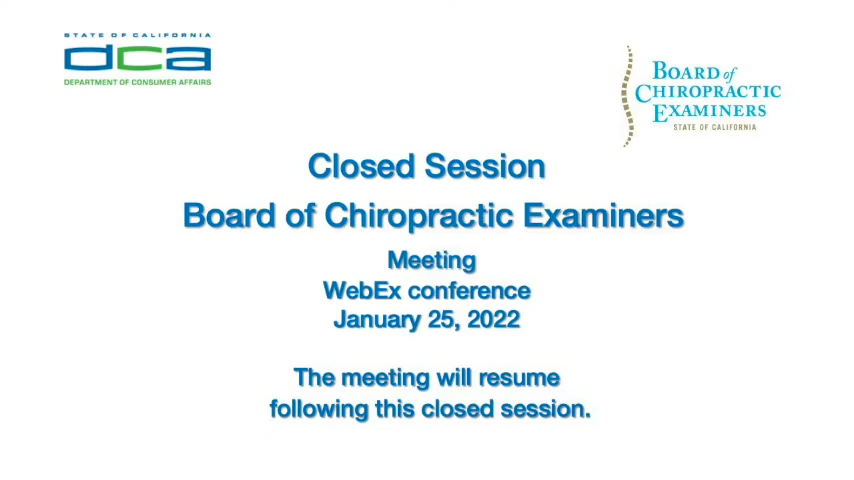 STATE OF CALIFORNIA
dca
DEPARTMENT OF CONSUMER AFFAIRS
BOARD of
CHIROPRACTIC
EXAMINERS
STATE OF CALIFORNIA
Closed Session
Board of Chiropractic Examiners
Meeting
WebEx conference
January 25, 2022
The meeting will resume
following this closed session.